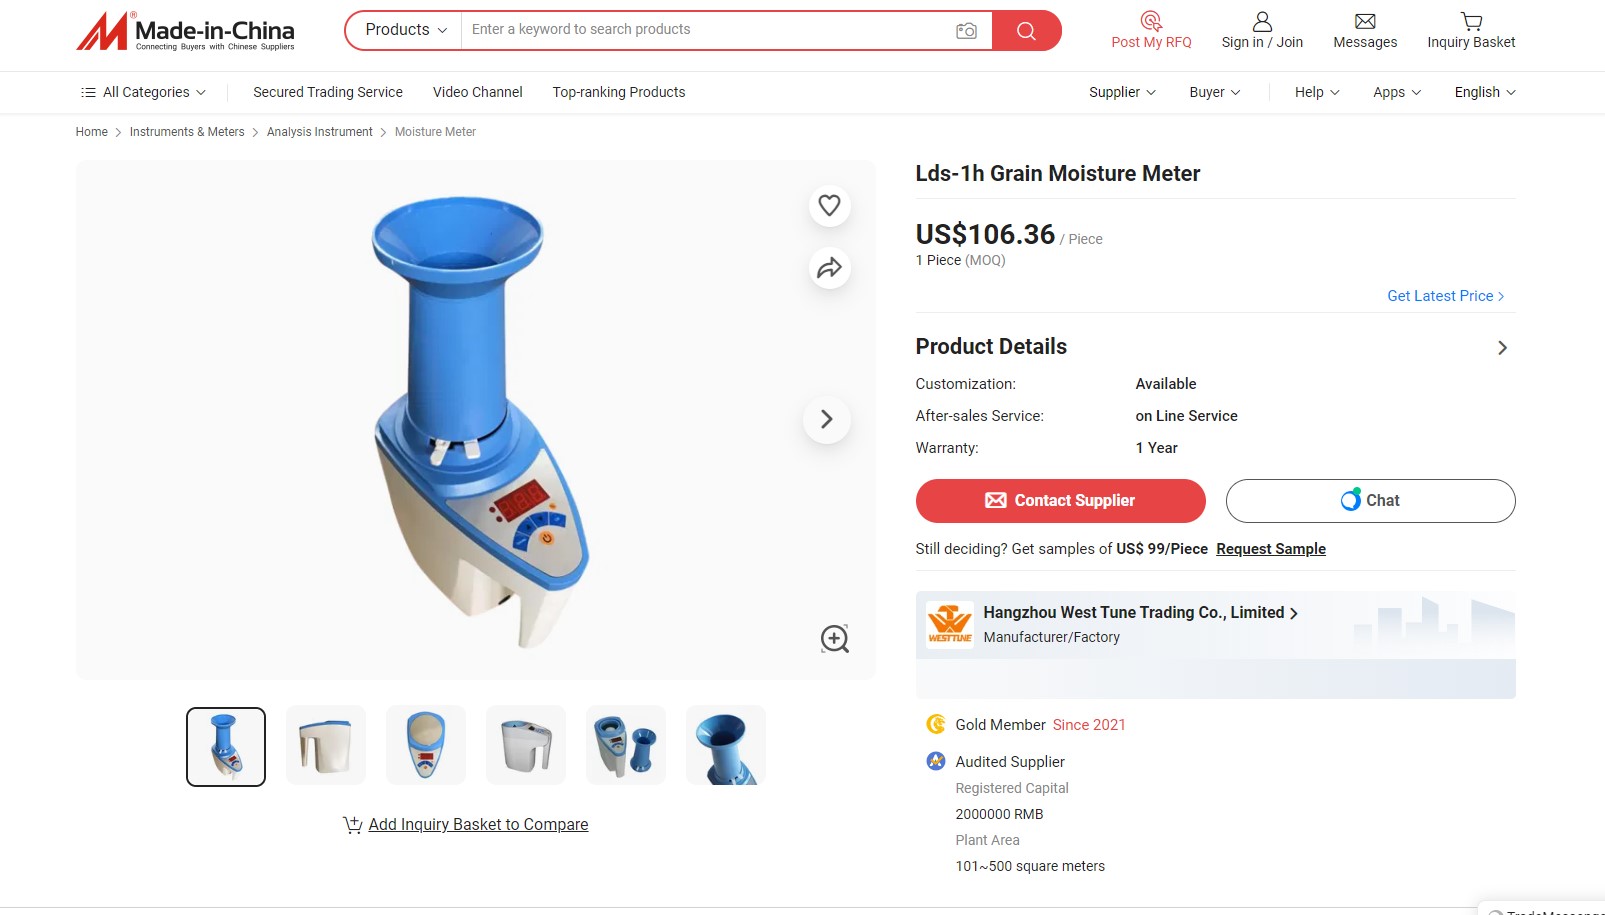 Made-in-China
Connecting Buyers with Chinese Suppliers
Products
Enter a keyword to search products
Post My RFQ
Sign in / Join
Messages
Inquiry Basket
All Categories
Secured Trading Service
Video Channel
Top-ranking Products
Supplier
Buyer
Help
Apps
English
Home > Instruments & Meters > Analysis Instrument > Moisture Meter
Lds-1h Grain Moisture Meter
US$106.36 / Piece
1 Piece (MOQ)
Get Latest Price >
Product Details
Customization: Available
After-sales Service: on Line Service
Warranty: 1 Year
Contact Supplier
Chat
Still deciding? Get samples of US$ 99/Piece Request Sample
WESTTUNE
Hangzhou West Tune Trading Co., Limited
Manufacturer/Factory
Gold Member Since 2021
Audited Supplier
Registered Capital
2000000 RMB
Plant Area
101~500 square meters
Add Inquiry Basket to Compare